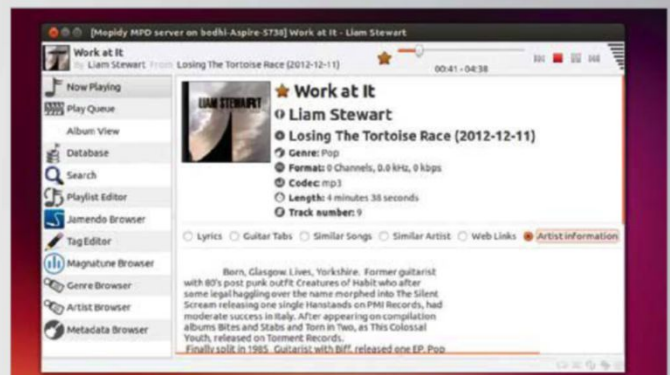 [Mopidy MPD server on bodhi-Aspire-5738] Work at It - Liam Stewart
Work at It
by Liam Stewart From Losing The Tortoise Race (2012-12-11)
00:41 - 04:38
Now Playing
Play Queue
Album View
Database
Search
Playlist Editor
Jamendo Browser
Tag Editor
Magnatune Browser
Genre Browser
Artist Browser
Metadata Browser
LIAM STEWART
Work at It
Liam Stewart
Losing The Tortoise Race (2012-12-11)
Genre: Pop
Format: 0 Channels, 0.0 kHz, 0 kbps
Codec: mp3
Length: 4 minutes 38 seconds
Track number: 9
Lyrics Guitar Tabs Similar Songs Similar Artist Web Links Artist information
Born, Glasgow. Lives, Yorkshire. Former guitarist
with 80's post punk outfit Creatures of Habit who after
some legal haggling over the name morphed into The Silent
Scream releasing one single Hanstands on PMI Records, had
moderate success in Italy. After appearing on compilation
albums Bites and Stabs and Torn in Two, as This Colossal
Youth, released on Torment Records.
Finally split in 1985. Guitarist with Biff, released one EP, Pop